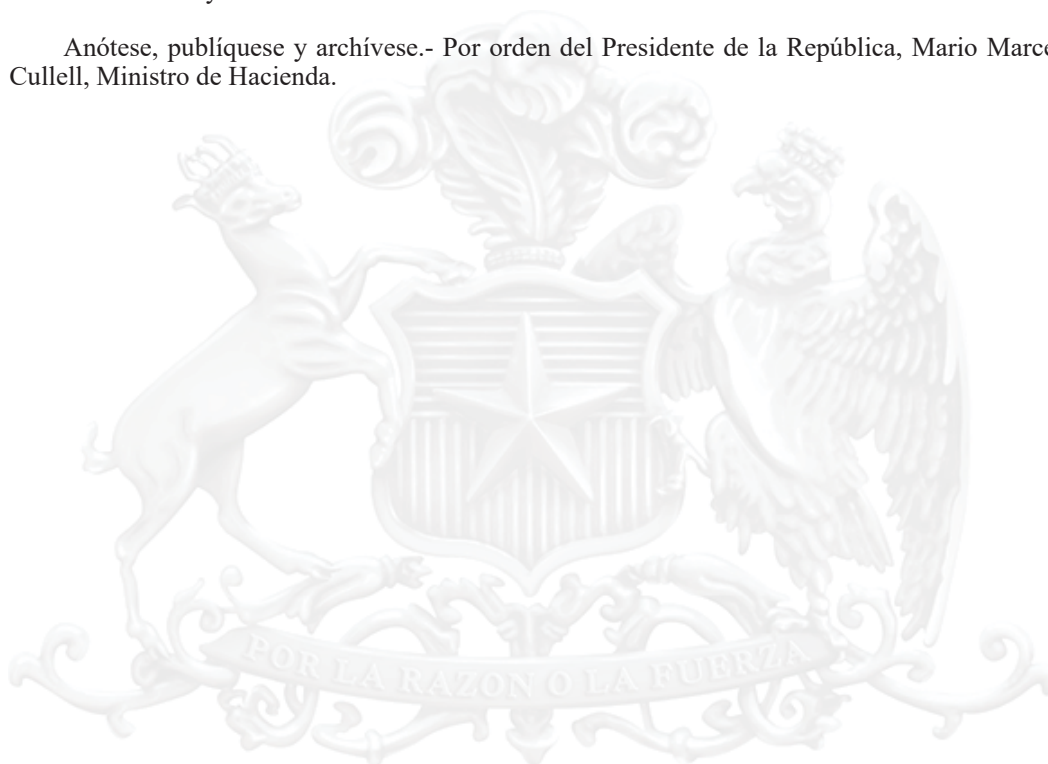 Anótese, publíquese y archívese.- Por orden del Presidente de la República, Mario
Cullell, Ministro de Hacienda.
POR LA RAZON O LA FUERZA